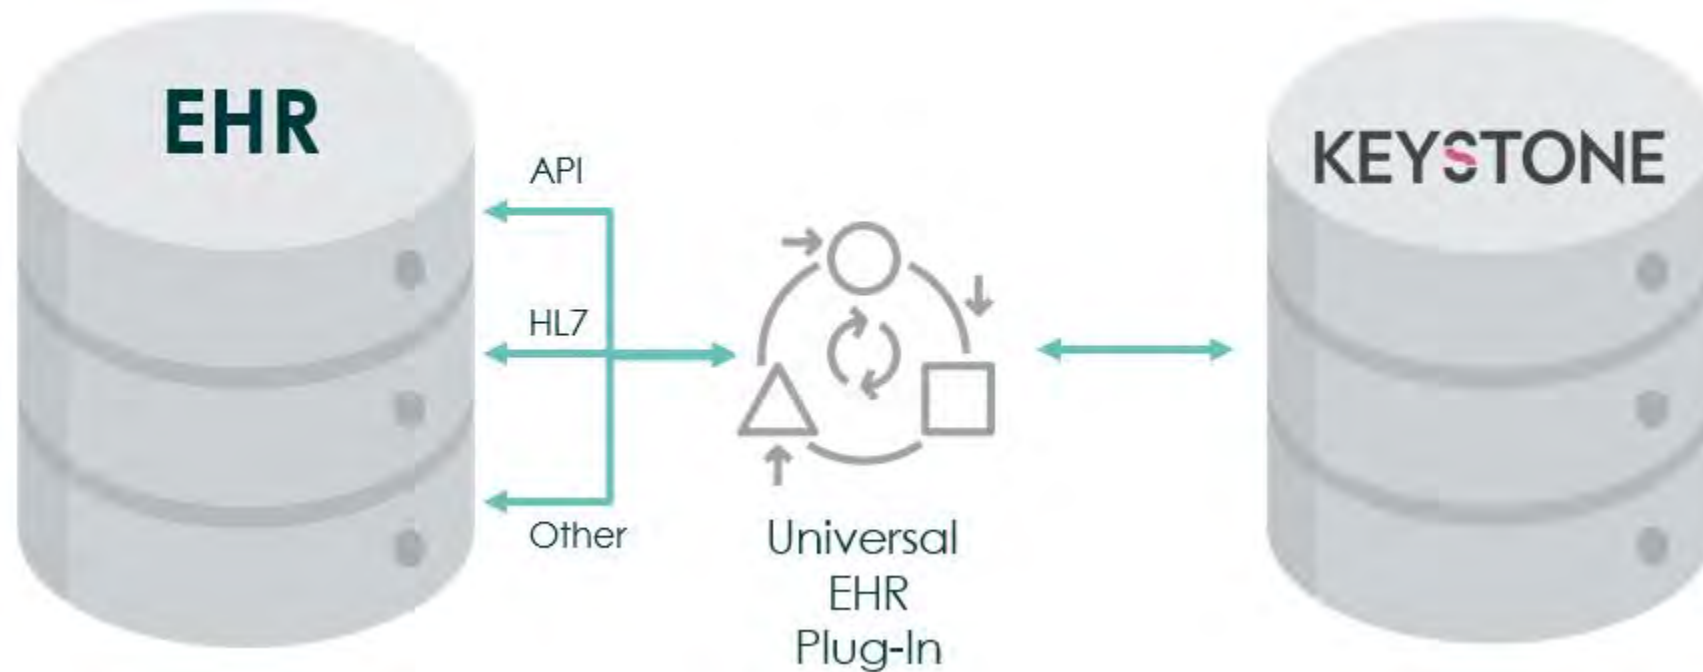 EHR
API
HL7
Other
Universal
EHR
Plug-In
KEYSTONE